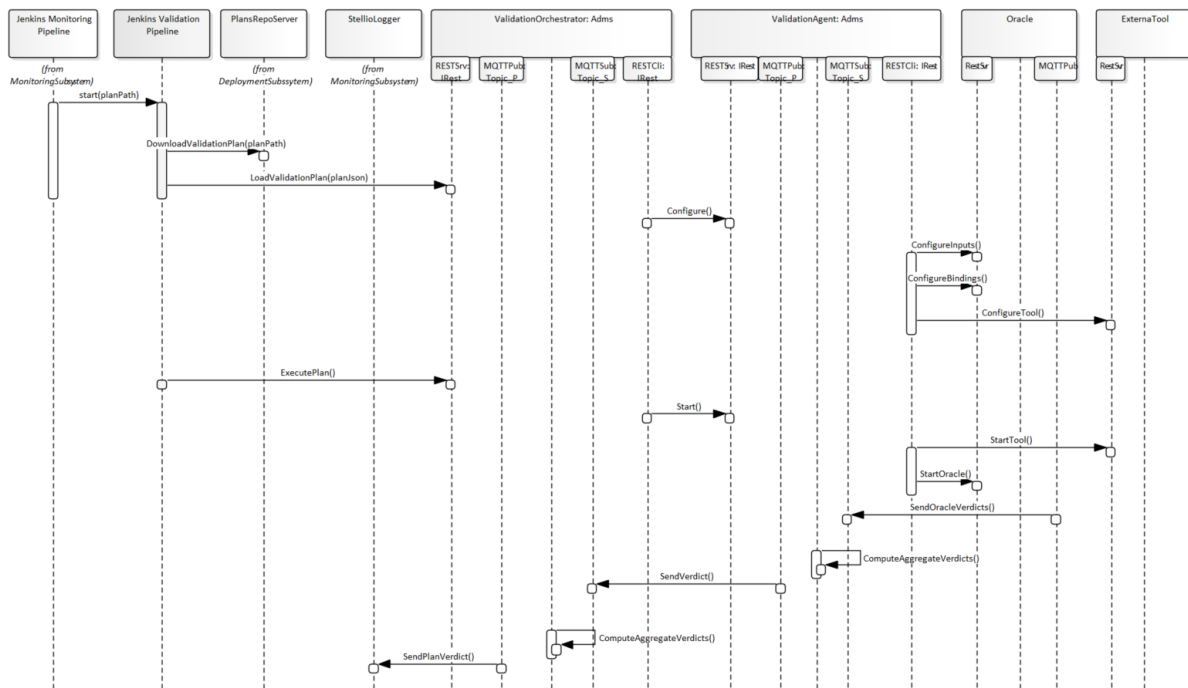 Jenkins Monitoring
Pipeline
Jenkins Validation
Pipeline
PlansRepoServer
StellioLogger
ValidationOrchestrator: Adms
ValidationAgent: Adms
Oracle
ExternaTool
(from
MonitoringSubsystem)
(from
DeploymentSubssytem)
(from
MonitoringSubsystem)
RESTSrv:
IRest
MQTTPub:
Topic_P
MQTTSub:
Topic_S
RESTCli:
IRest
RESTSrv: IRest
MQTTPub:
Topic_P
MQTTSub:
Topic_S
RESTCli: IRest
RestSr
MQTTPub
RestSr
start(planPath)
DownloadValidationPlan(planPath)
LoadValidationPlan(planJson)
Configure()
ConfigureInputs()
ConfigureBindings()
ConfigureTool()
ExecutePlan()
Start()
StartTool()
StartOracle()
SendOracleVerdicts()
ComputeAggregateVerdicts()
SendVerdict()
ComputeAggregateVerdicts()
SendPlanVerdict()